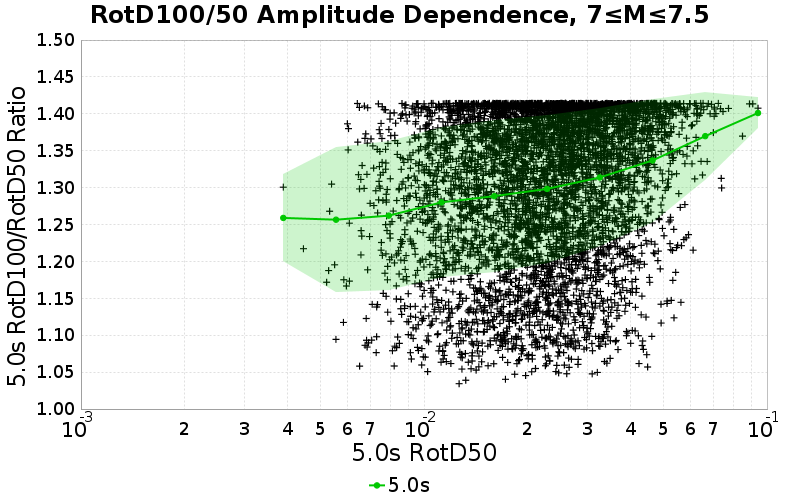 RotD100/50 Amplitude Dependence, 7≤M≤7.5
5.0s RotD100/RotD50 Ratio
1.50
1.45
1.40
1.35
1.30
1.25
1.20
1.15
1.10
1.05
1.00
10-3 2 3 4 5 6 7 10-2 2 3 4 5 6 7 10-1
5.0s RotD50
5.0s